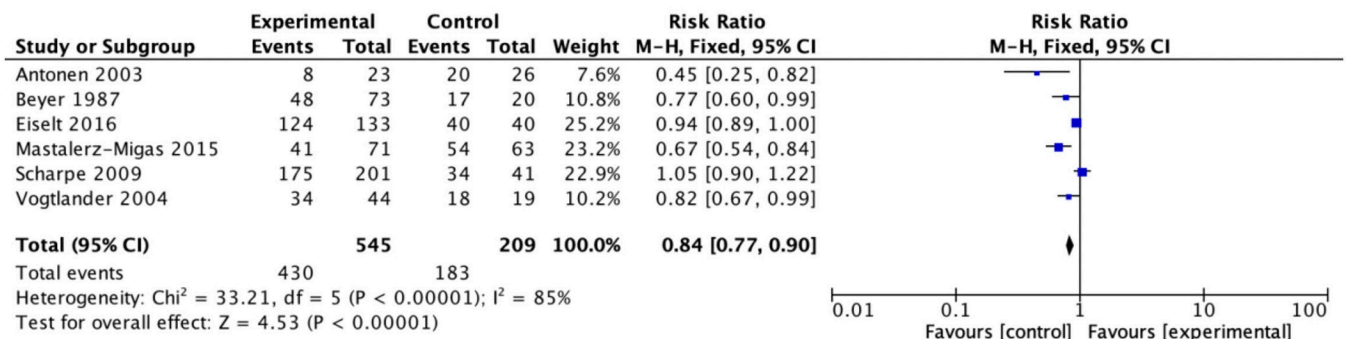 Experimental Control Risk Ratio Risk Ratio
Study or Subgroup Events Total Events Total Weight M-H, Fixed, 95% CI M-H, Fixed, 95% CI
Antonen 2003 8 23 20 26 7.6% 0.45 [0.25, 0.82]
Beyer 1987 48 73 17 20 10.8% 0.77 [0.60, 0.99]
Eiselt 2016 124 133 40 40 25.2% 0.94 [0.89, 1.00]
Mastalerz-Migas 2015 41 71 54 63 23.2% 0.67 [0.54, 0.84]
Scharpe 2009 175 201 34 41 22.9% 1.05 [0.90, 1.22]
Vogtlander 2004 34 44 18 19 10.2% 0.82 [0.67, 0.99]
Total (95% CI) 545 209 100.0% 0.84 [0.77, 0.90]
Total events 430 183
Heterogeneity: Chi² = 33.21, df = 5 (P < 0.00001); I² = 85%
Test for overall effect: Z = 4.53 (P < 0.00001)
0.01 0.1 1 10 100
Favours [control] Favours [experimental]